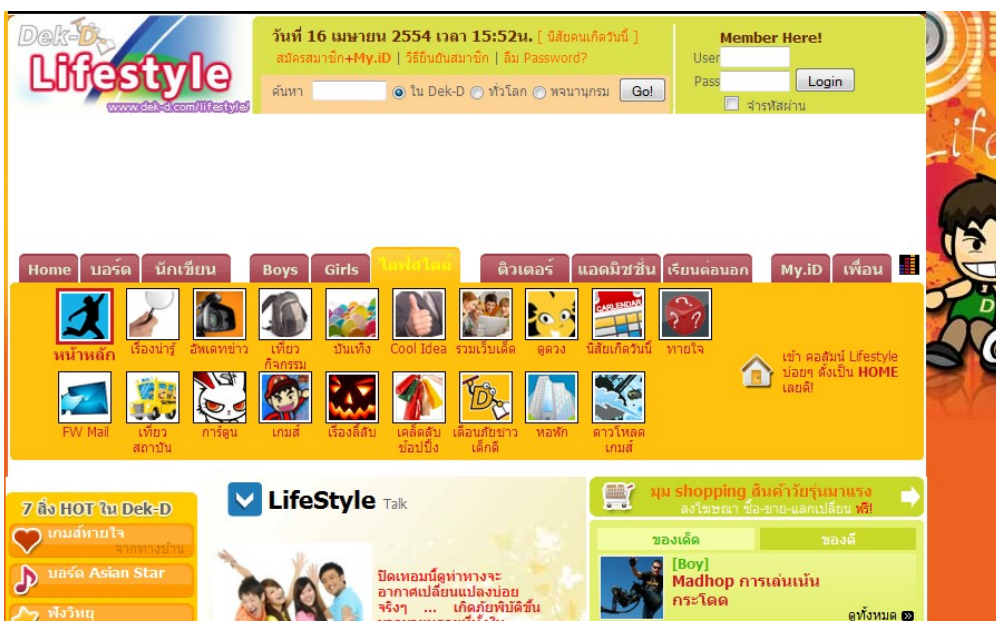 Dek-D
Lifestyle
www.dek-d.com/lifestyle/
วันที่ 16 เมษายน 2554 เวลา 15:52น. [ นิสัยคนเกิดวันนี้ ]
สมัครสมาชิก+My.iD | วิธียืนยันสมาชิก | ลืม Password?
ค้นหา ใน Dek-D ทั่วโลก พจนานุกรม Go!
Member Here!
User
Pass Login
จำรหัสผ่าน
Life
Home บอร์ด นักเขียน Boys Girls ไลฟ์สไตล์ ติวเตอร์ แอดมิชชั่น เรียนต่อนอก My.iD เพื่อน
หน้าหลัก เรื่องน่ารู้ อัพเดทข่าว เที่ยว กิจกรรม บันเทิง Cool Idea รวมเว็บเด็ด ดูดวง นิสัยเกิดวันนี้ ทายใจ
CARLENDAR
เข้า คอลัมน์ Lifestyle
บ่อยๆ ตั้งเป็น HOME
เลยดิ!
FW Mail เที่ยว สถาบัน การ์ตูน เกมส์ เรื่องลี้ลับ เคล็ดลับ ช้อปปิ้ง เตือนภัยชาว เด็กดี หอพัก ดาวโหลด เกมส์
D
7 สิ่ง HOT ใน Dek-D
เกมส์ทายใจ
จากทางบ้าน
บอร์ด Asian Star
ฟังวิทยุ
LifeStyle Talk
ปิดเทอมนี้ดูท่าทางจะ
อากาศเปลี่ยนแปลงบ่อย
จริงๆ ... เกิดภัยพิบัติขึ้น
มุม shopping สินค้าวัยรุ่นมาแรง
ลงโฆษณา ซื้อ-ขาย-แลกเปลี่ยน ฟรี!
ของเด็ด ของดี
[Boy]
Madhop การเล่นเน้น
กระโดด
ดูทั้งหมด